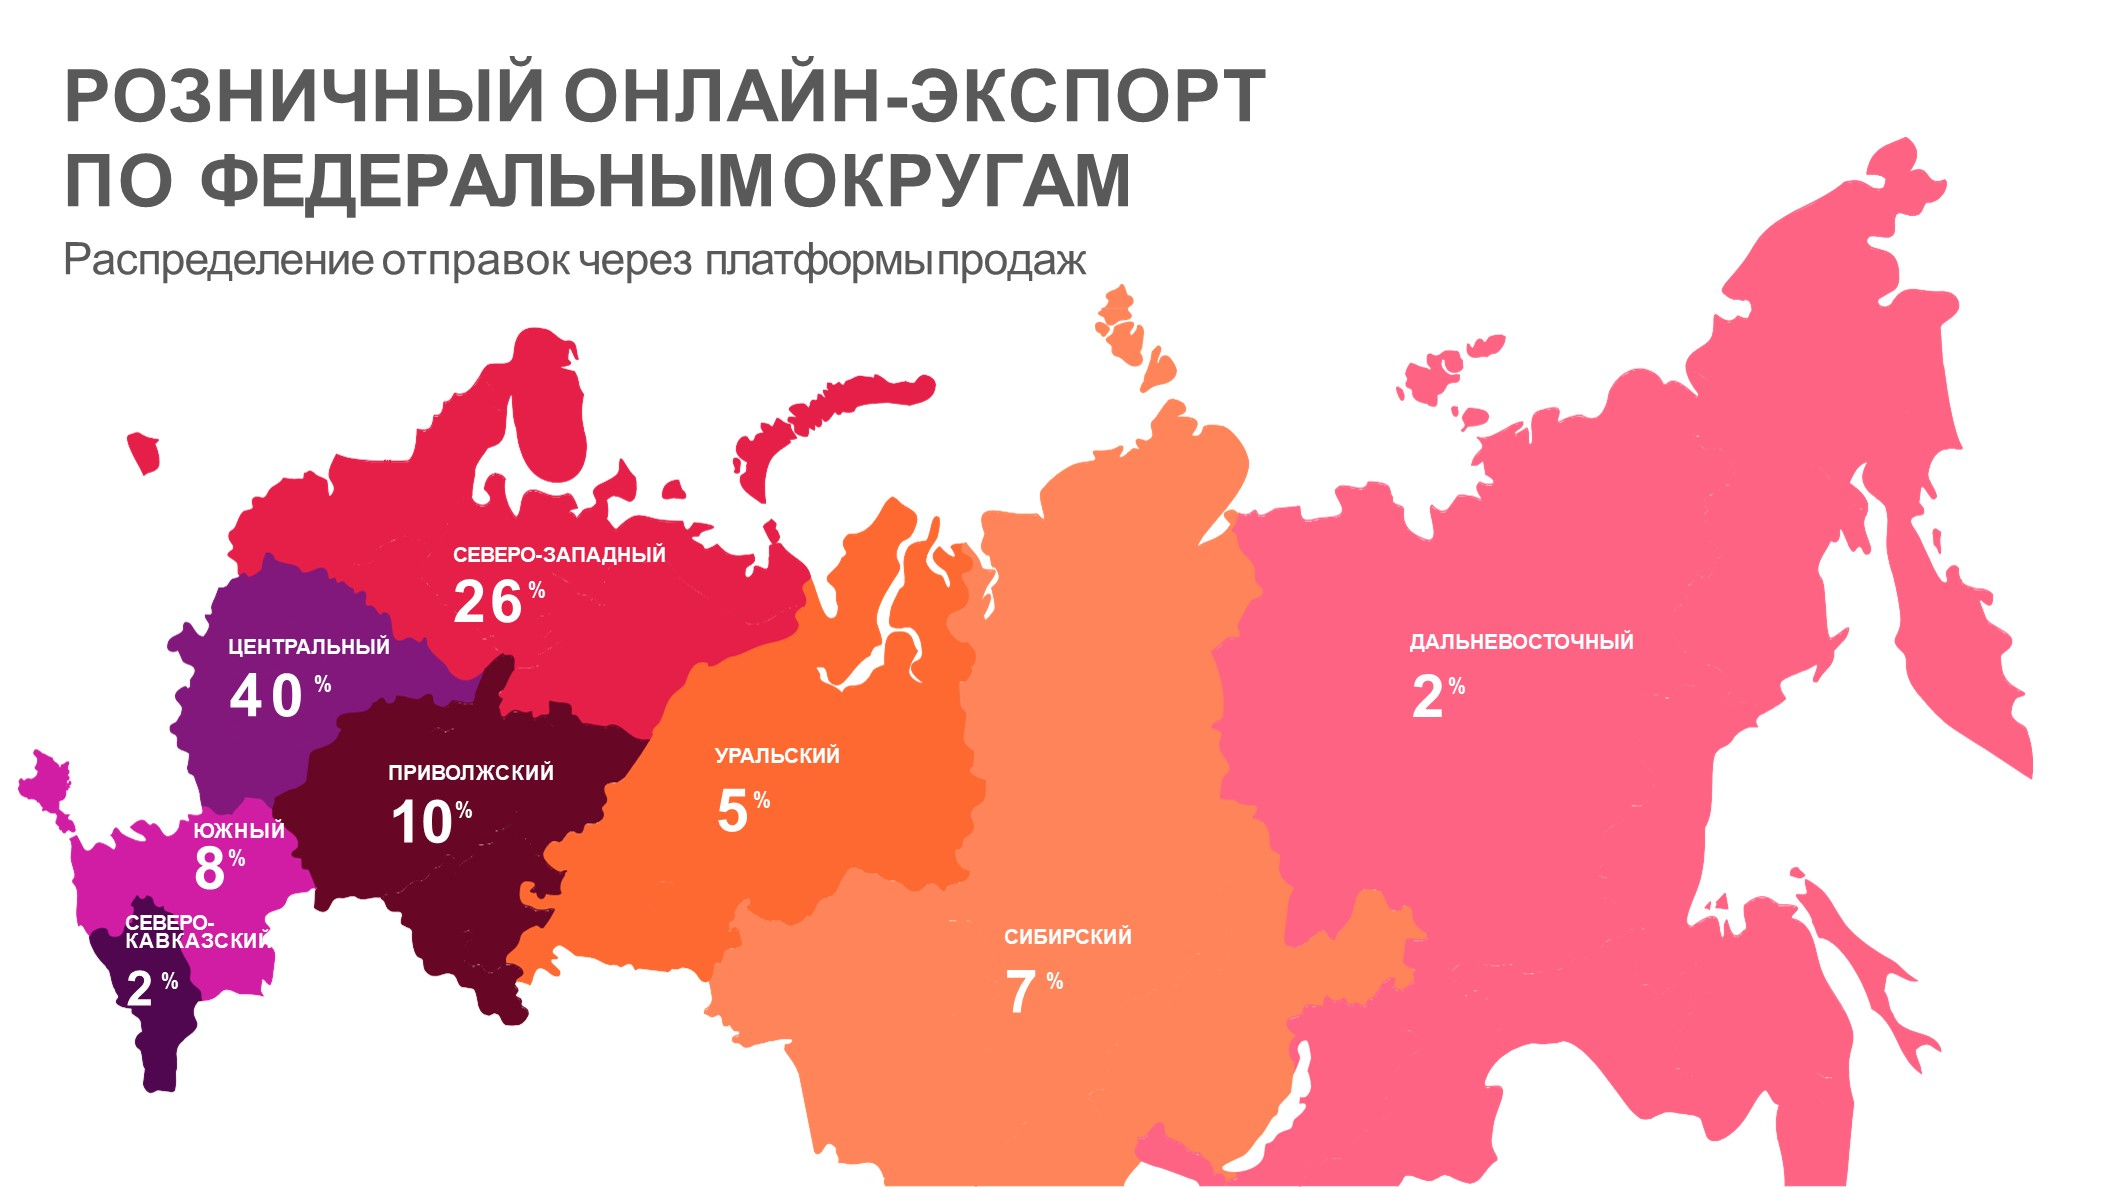 РОЗНИЧНЫЙ ОНЛАЙН-ЭКСПОРТ
ПО ФЕДЕРАЛЬНЫМ ОКРУГАМ
Распределение отправок через платформы продаж
СЕВЕРО-ЗАПАДНЫЙ
26%
ЦЕНТРАЛЬНЫЙ
40%
ДАЛЬНЕВОСТОЧНЫЙ
2%
УРАЛЬСКИЙ
5%
ПРИВОЛЖСКИЙ
10%
ЮЖНЫЙ
8%
СЕВЕРО-
КАВКАЗСКИЙ
2%
СИБИРСКИЙ
7%